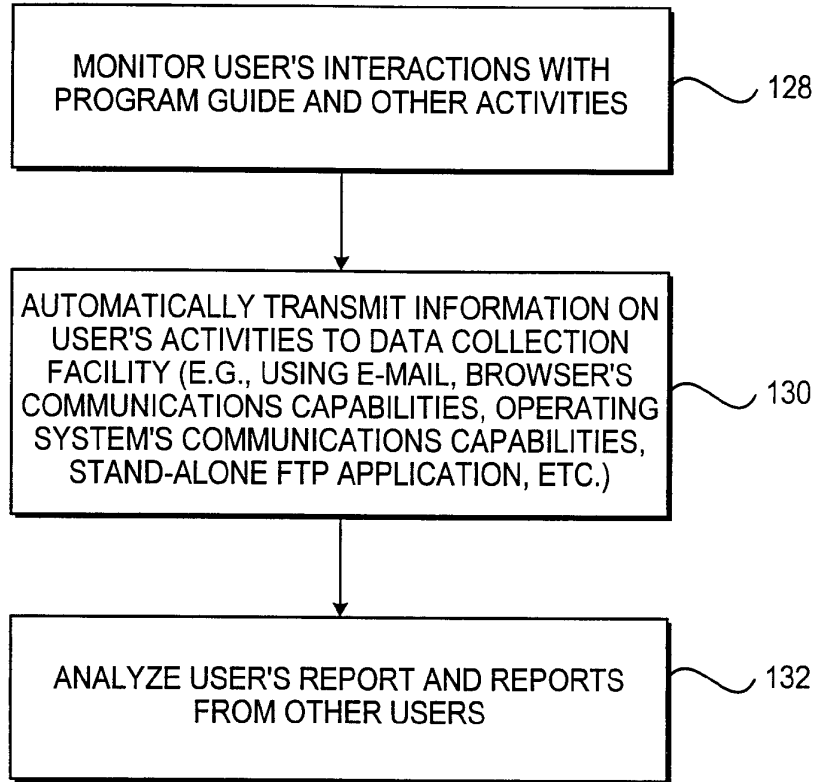 MONITOR USER'S INTERACTIONS WITH
PROGRAM GUIDE AND OTHER ACTIVITIES
128
AUTOMATICALLY TRANSMIT INFORMATION ON
USER'S ACTIVITIES TO DATA COLLECTION
FACILITY (E.G., USING E-MAIL, BROWSER'S
COMMUNICATIONS CAPABILITIES, OPERATING
SYSTEM'S COMMUNICATIONS CAPABILITIES,
STAND-ALONE FTP APPLICATION, ETC.)
130
ANALYZE USER'S REPORT AND REPORTS
FROM OTHER USERS
132